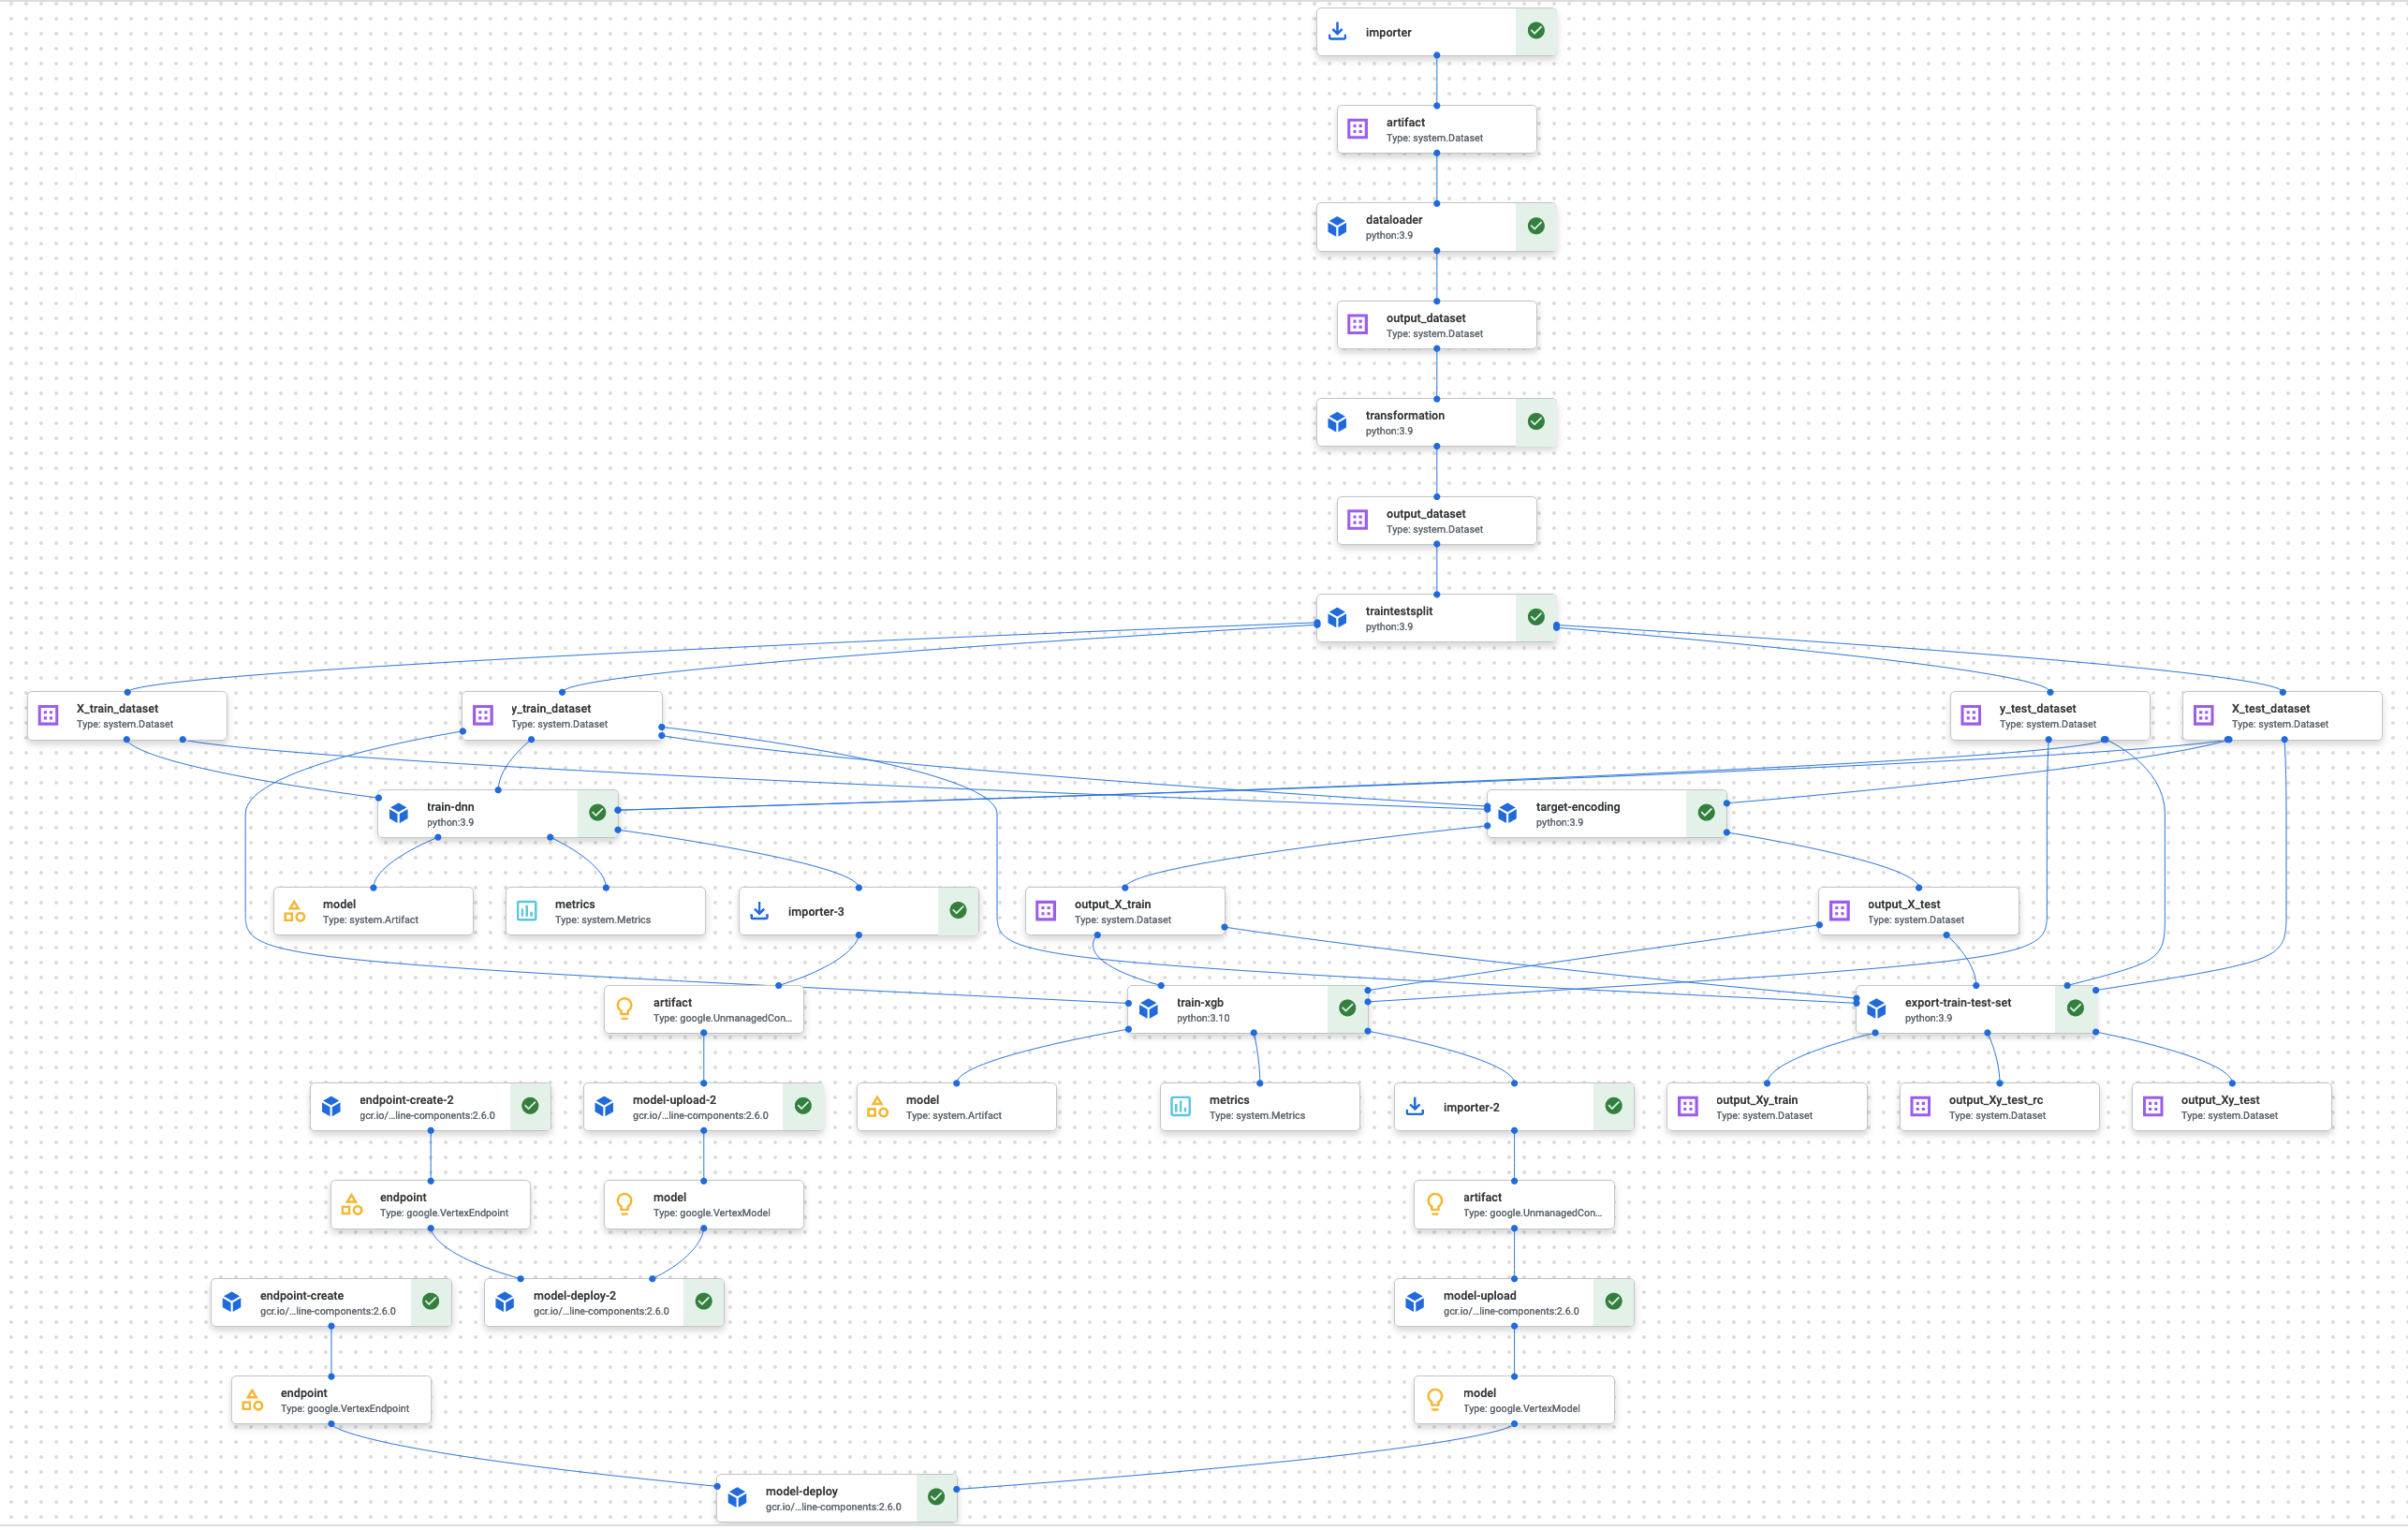 importer
artifact
Type: system.Dataset
dataloader
python:3.9
output_dataset
Type: system.Dataset
transformation
python:3.9
output_dataset
Type: system.Dataset
traintestsplit
python:3.9
X_train_dataset
Type: system.Dataset
y_train_dataset
Type: system.Dataset
y_test_dataset
Type: system.Dataset
X_test_dataset
Type: system.Dataset
train-dnn
python:3.9
target-encoding
python:3.9
model
Type: system.Artifact
metrics
Type: system.Metrics
importer-3
output_X_train
Type: system.Dataset
output_X_test
Type: system.Dataset
artifact
Type: google.UnmanagedCon...
train-xgb
python:3.10
export-train-test-set
python:3.9
endpoint-create-2
gcr.io/...line-components:2.6.0
model-upload-2
gcr.io/...line-components:2.6.0
model
Type: system.Artifact
metrics
Type: system.Metrics
importer-2
output_Xy_train
Type: system.Dataset
output_Xy_test_rc
Type: system.Dataset
output_Xy_test
Type: system.Dataset
endpoint
Type: google.VertexEndpoint
model
Type: google.VertexModel
artifact
Type: google.UnmanagedCon...
endpoint-create
gcr.io/...line-components:2.6.0
model-deploy-2
gcr.io/...line-components:2.6.0
model-upload
gcr.io/...line-components:2.6.0
endpoint
Type: google.VertexEndpoint
model
Type: google.VertexModel
model-deploy
gcr.io/...line-components:2.6.0